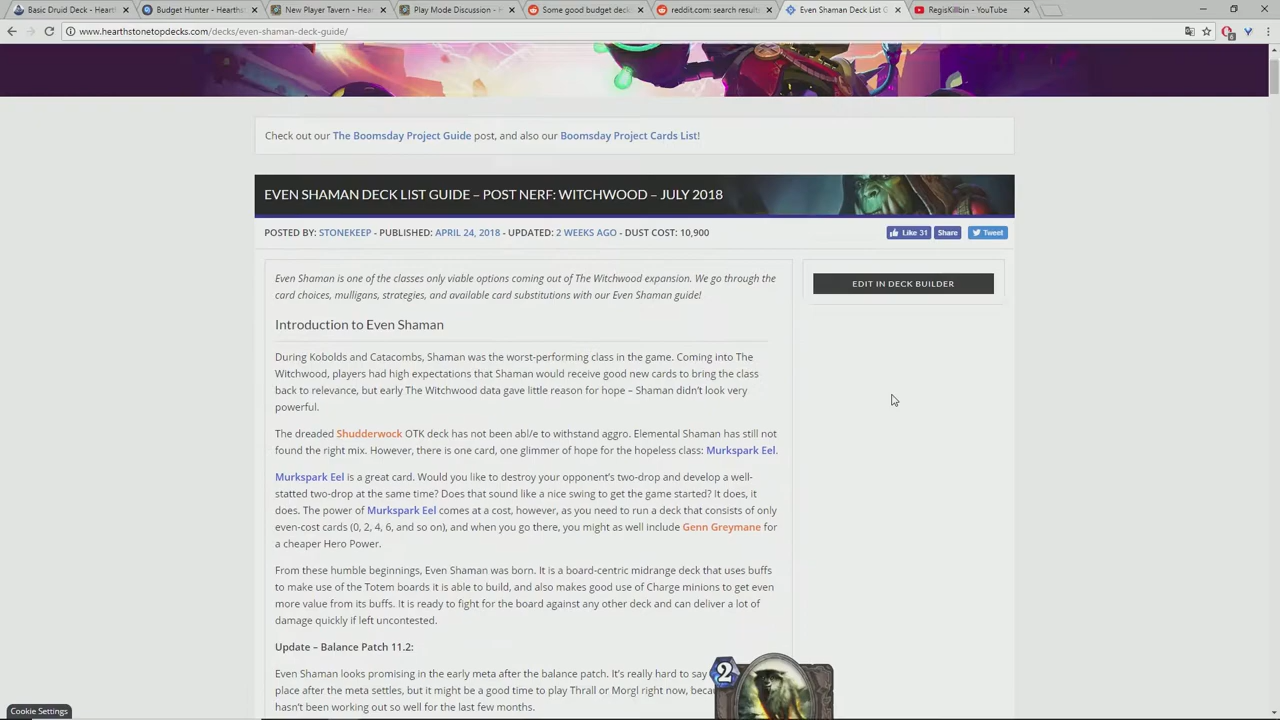 Basic Druid Deck - Hearth
Budget Hunter - Hearths
New Player Tavern - Hea
Play Mode Discussion - H
Some good budget deck
reddit.com: search result
Even Shaman Deck List G
RegisKillbin - YouTube
www.hearthstonetopdecks.com/decks/even-shaman-deck-guide/
Check out our The Boomsday Project Guide post, and also our Boomsday Project Cards List!
EVEN SHAMAN DECK LIST GUIDE – POST NERF: WITCHWOOD – JULY 2018
POSTED BY: STONEKEEP - PUBLISHED: APRIL 24, 2018 - UPDATED: 2 WEEKS AGO - DUST COST: 10,900
Like 31 Share Tweet
Even Shaman is one of the classes only viable options coming out of The Witchwood expansion. We go through the
card choices, mulligans, strategies, and available card substitutions with our Even Shaman guide!
EDIT IN DECK BUILDER
Introduction to Even Shaman
During Kobolds and Catacombs, Shaman was the worst-performing class in the game. Coming into The
Witchwood, players had high expectations that Shaman would receive good new cards to bring the class
back to relevance, but early The Witchwood data gave little reason for hope – Shaman didn't look very
powerful.
The dreaded Shudderwock OTK deck has not been abl/e to withstand aggro. Elemental Shaman has still not
found the right mix. However, there is one card, one glimmer of hope for the hopeless class: Murkspark Eel.
Murkspark Eel is a great card. Would you like to destroy your opponent's two-drop and develop a well-
statted two-drop at the same time? Does that sound like a nice swing to get the game started? It does, it
does. The power of Murkspark Eel comes at a cost, however, as you need to run a deck that consists of only
even-cost cards (0, 2, 4, 6, and so on), and when you go there, you might as well include Genn Greymane for
a cheaper Hero Power.
From these humble beginnings, Even Shaman was born. It is a board-centric midrange deck that uses buffs
to make use of the Totem boards it is able to build, and also makes good use of Charge minions to get even
more value from its buffs. It is ready to fight for the board against any other deck and can deliver a lot of
damage quickly if left uncontested.
Update – Balance Patch 11.2:
Even Shaman looks promising in the early meta after the balance patch. It's really hard to say
place after the meta settles, but it might be a good time to play Thrall or Morgl right now, beca
hasn't been working out so well for the last few months.
2
Cookie Settings